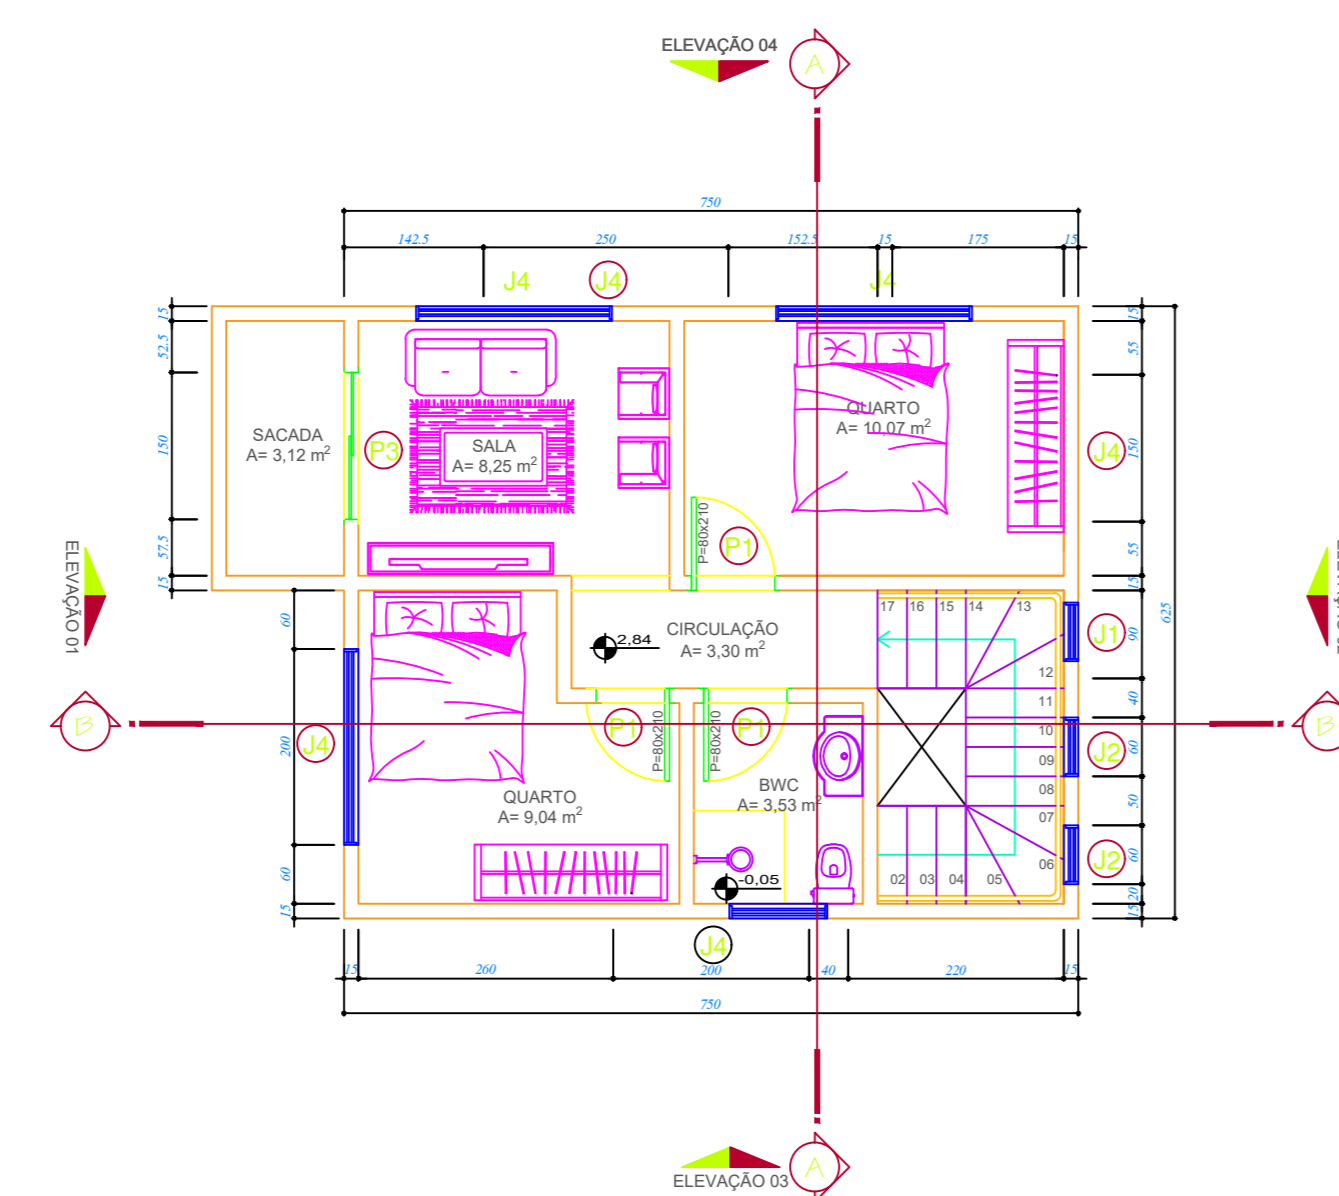 ELEVAÇÃO 04
A
750
142.5
250
152.5
15
175
15
J4
J4
J4
15
52.5
150
57.5
15
SACADA
A= 3,12 m²
P3
SALA
A= 8,25 m²
QUARTO
A= 10,07 m²
P=80x210
P1
15
55
J4
150
55
15
625
ELEVAÇÃO 01
60
200
60
15
J4
CIRCULAÇÃO
A= 3,30 m²
2,84
17
16
15
14
13
12
11
10
09
08
07
06
02
03
04
05
J1
90
40
J2
60
50
J2
60
20
15
B
B
P1
P=80x210
P=80x210
P1
QUARTO
A= 9,04 m²
BWC
A= 3,53 m²
-0,05
J4
15
260
200
40
220
15
750
ELEVAÇÃO 03
A